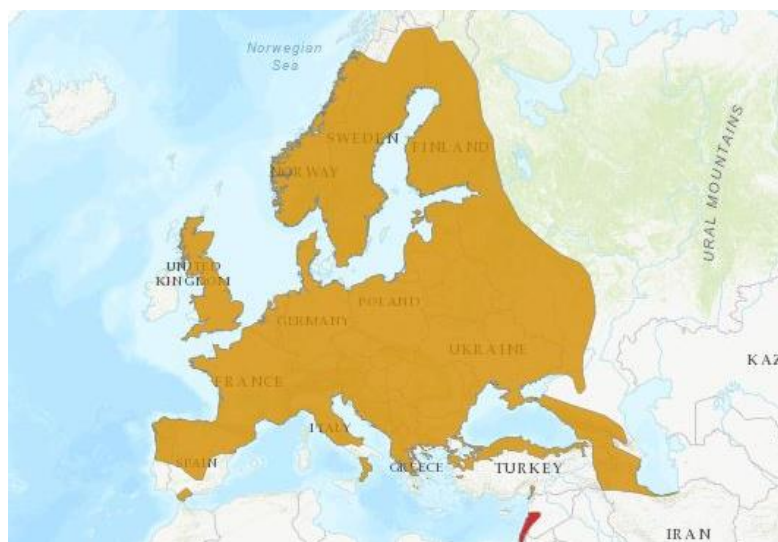 Norwegian
Sea
SWEDEN
FINLAND
NORWAY
URAL MOUNTAINS
UNITED
KINGDOM
POLAND
GERMANY
UKRAINE
FRANCE
KAZ
ITALY
SPAIN
GREECE
TURKEY
IRAN